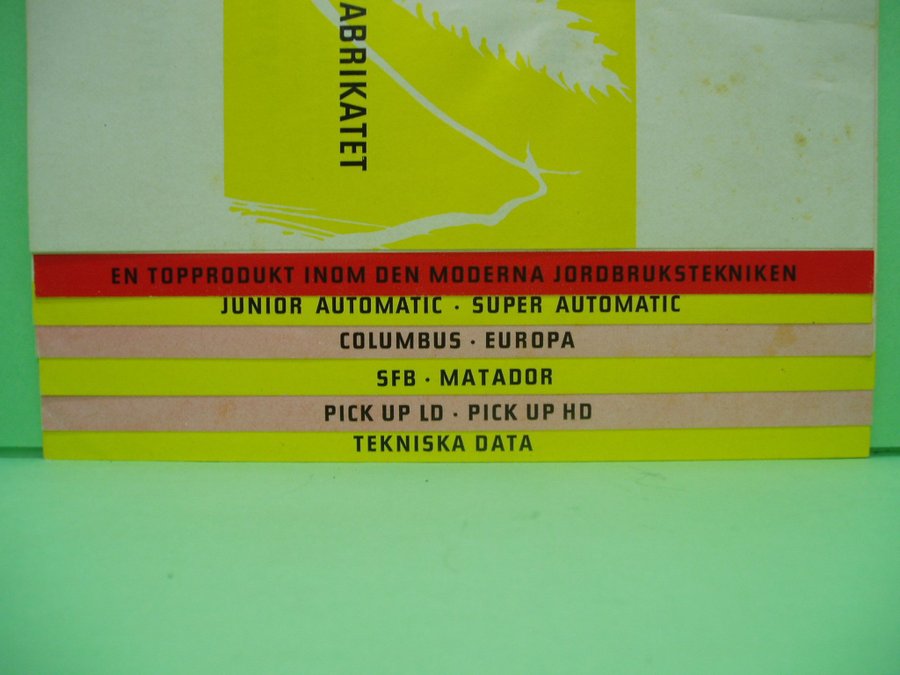 ABRIKATET
EN TOPPRODUKT INOM DEN MODERNA JORDBRUKSTEKNIKEN
JUNIOR AUTOMATIC · SUPER AUTOMATIC
COLUMBUS · EUROPA
SFB · MATADOR
PICK UP LD · PICK UP HD
TEKNISKA DATA